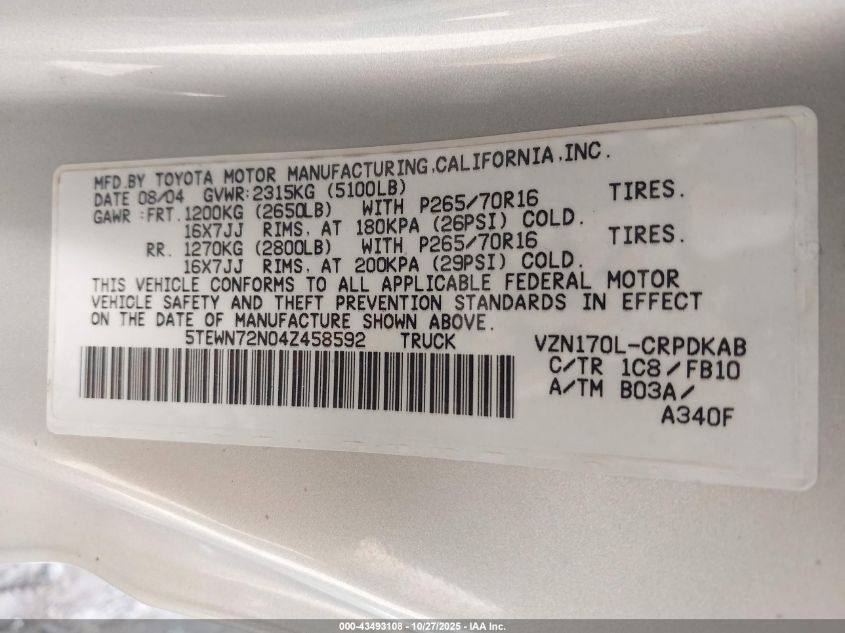 MFD.BY TOYOTA MOTOR MANUFACTURING,CALIFORNIA,INC.
DATE 08/04 GVWR:2315KG (5100LB)
GAWR :FRT.1200KG (2650LB) WITH P265/70R16 TIRES.
16X7JJ RIMS, AT 180KPA (26PSI) COLD.
RR. 1270KG (2800LB) WITH P265/70R16 TIRES.
16X7JJ RIMS, AT 200KPA (29PSI) COLD.
THIS VEHICLE CONFORMS TO ALL APPLICABLE FEDERAL MOTOR
VEHICLE SAFETY AND THEFT PREVENTION STANDARDS IN EFFECT
ON THE DATE OF MANUFACTURE SHOWN ABOVE.
5TEWN72N04Z458592 TRUCK VZN170L-CRPDKAB
C/TR 1C8/FB10
A/TM B03A/
A340F
000-43493108 - 10/27/2025 - IAA Inc.